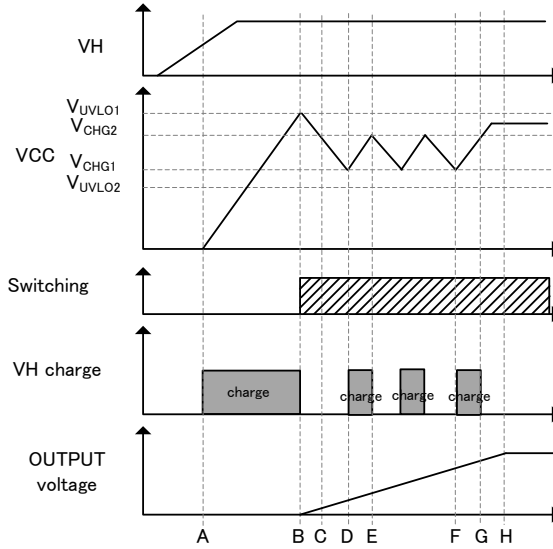 VH
VUVLO1
VCHG2
VCC
VCHG1
VUVLO2
Switching
VH charge
charge
charge
charge
charge
OUTPUT
voltage
A B C D E F G H